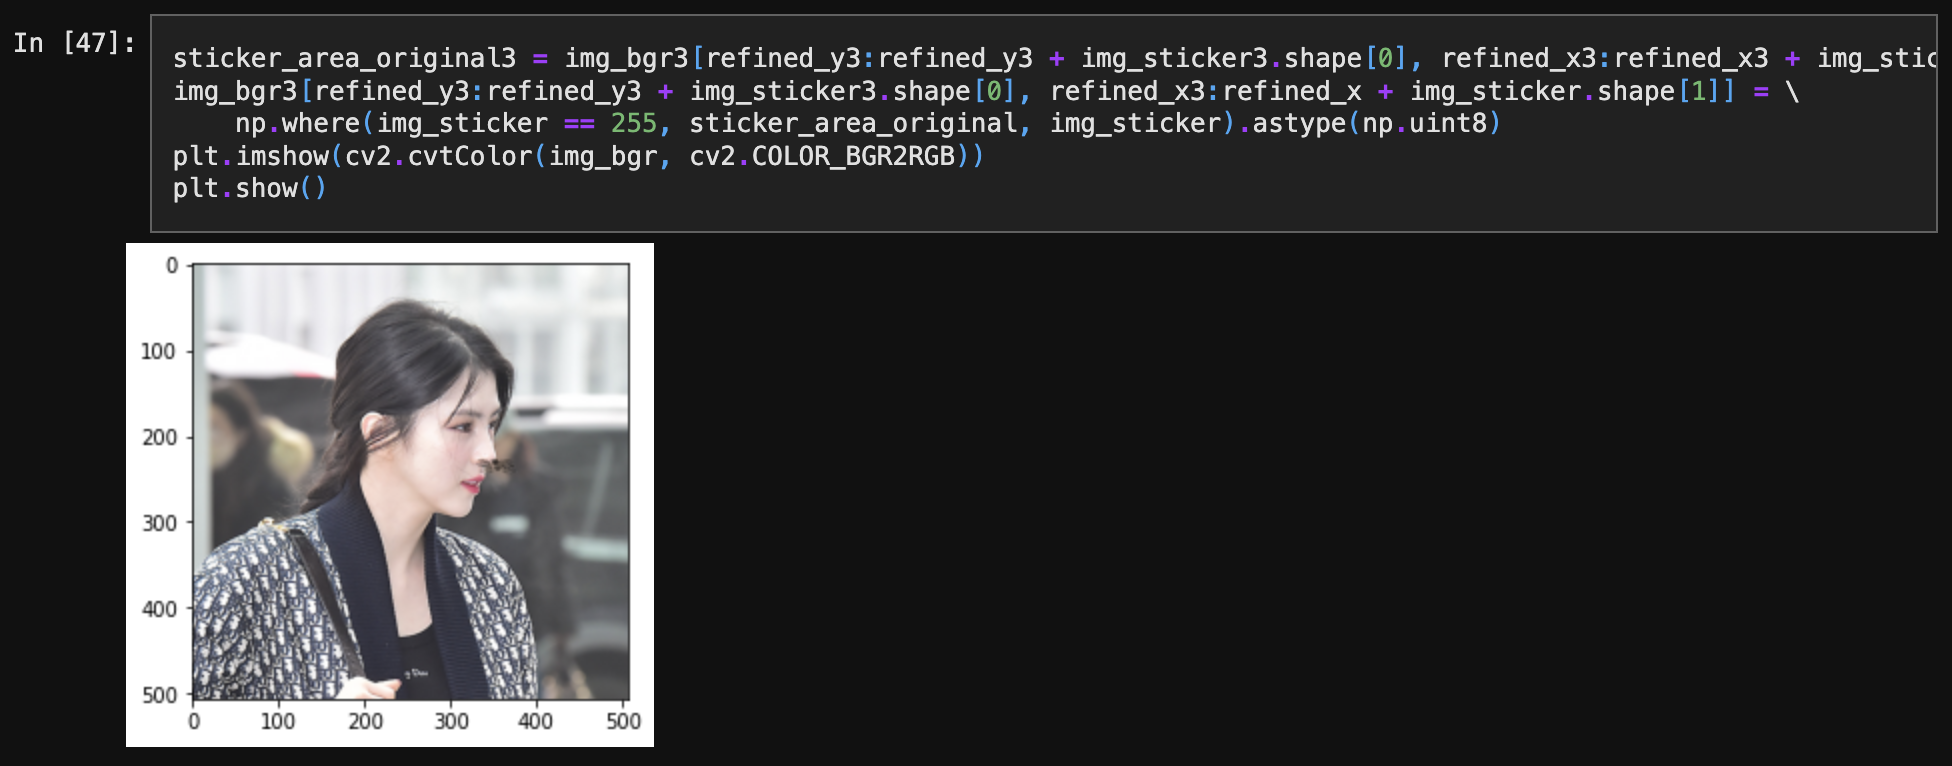 In [47]:
sticker_area_original3 = img_bgr3[refined_y3:refined_y3 + img_sticker3.shape[0], refined_x3:refined_x3 + img_stic
img_bgr3[refined_y3:refined_y3 + img_sticker3.shape[0], refined_x3:refined_x + img_sticker.shape[1]] = \
    np.where(img_sticker == 255, sticker_area_original, img_sticker).astype(np.uint8)
plt.imshow(cv2.cvtColor(img_bgr, cv2.COLOR_BGR2RGB))
plt.show()
0
100
200
300
400
500
0 100 200 300 400 500